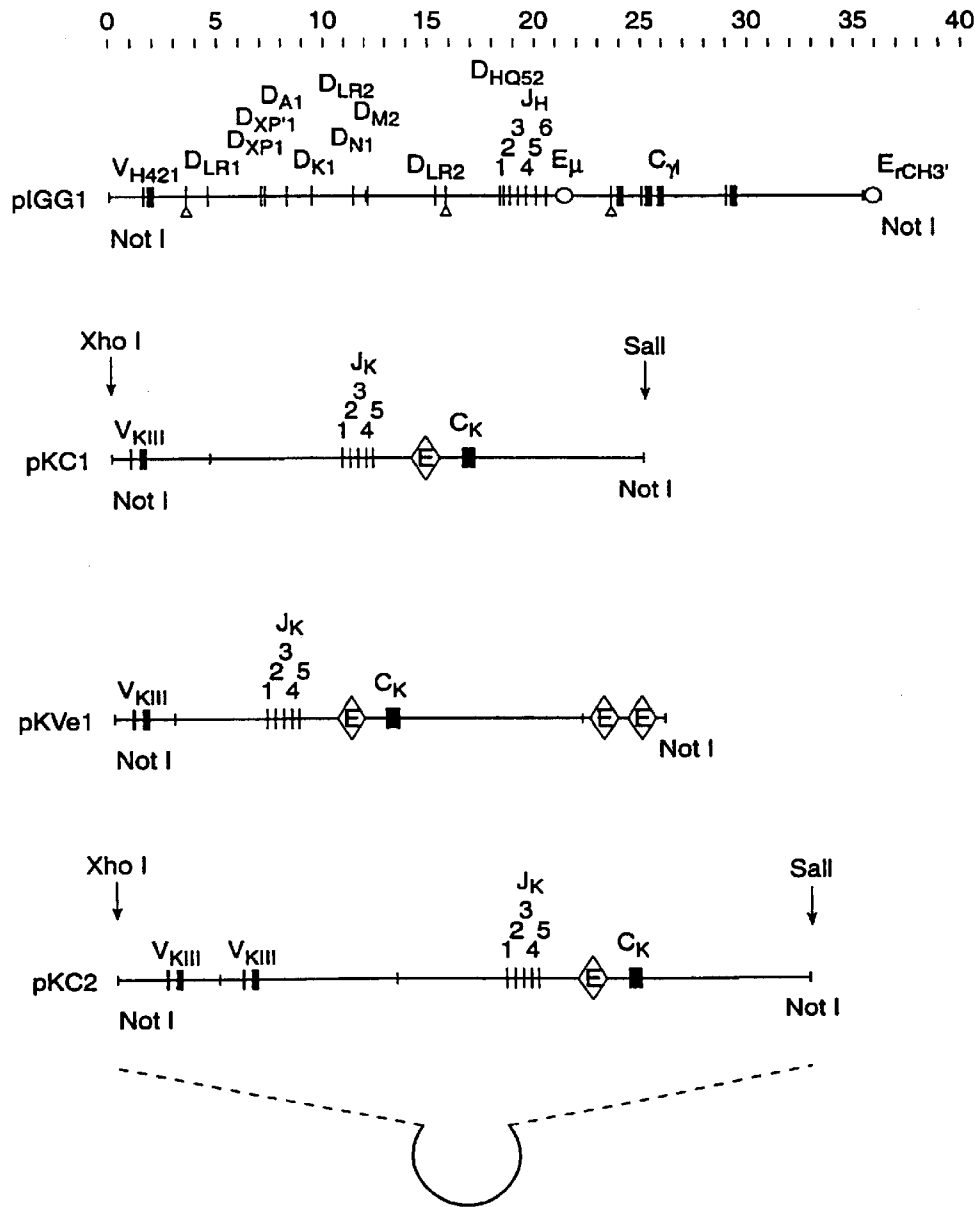 0 5 10 15 20 25 30 35 40
DHQ52
DA1 DLR2 JH
DXP'1 DM2 3 6
DXP1 DN1 2 5
VH421 DLR1 DK1 DLR2 1 4 Eμ CγI ErCH3'
pIGG1
Not I Not I
Xho I SalI
JK
3
2 5
VKIII 1 4 CK
pKC1 E
Not I Not I
JK
3
2 5
VKIII 1 4 CK
pKVe1 E E E
Not I Not I
Xho I SalI
JK
3
2 5
VKIII VKIII 1 4 CK
pKC2 E
Not I Not I